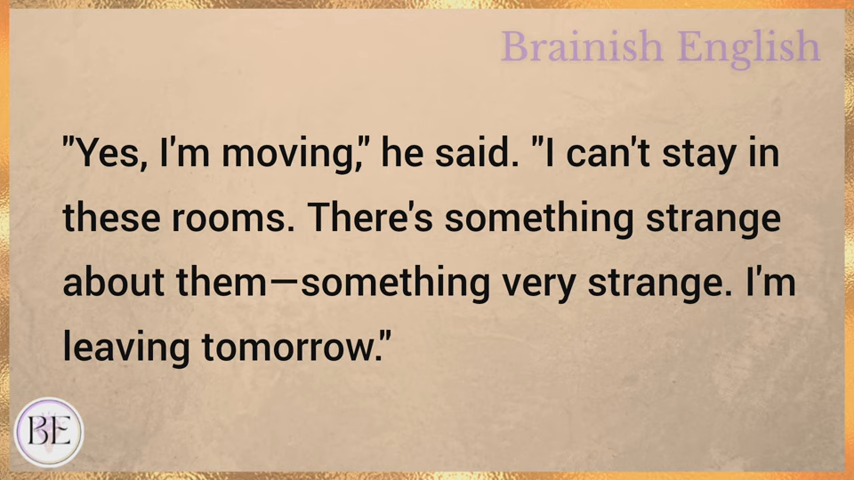 Brainish English
"Yes, I'm moving," he said. "I can't stay in
these rooms. There's something strange
about them—something very strange. I'm
leaving tomorrow."
BE